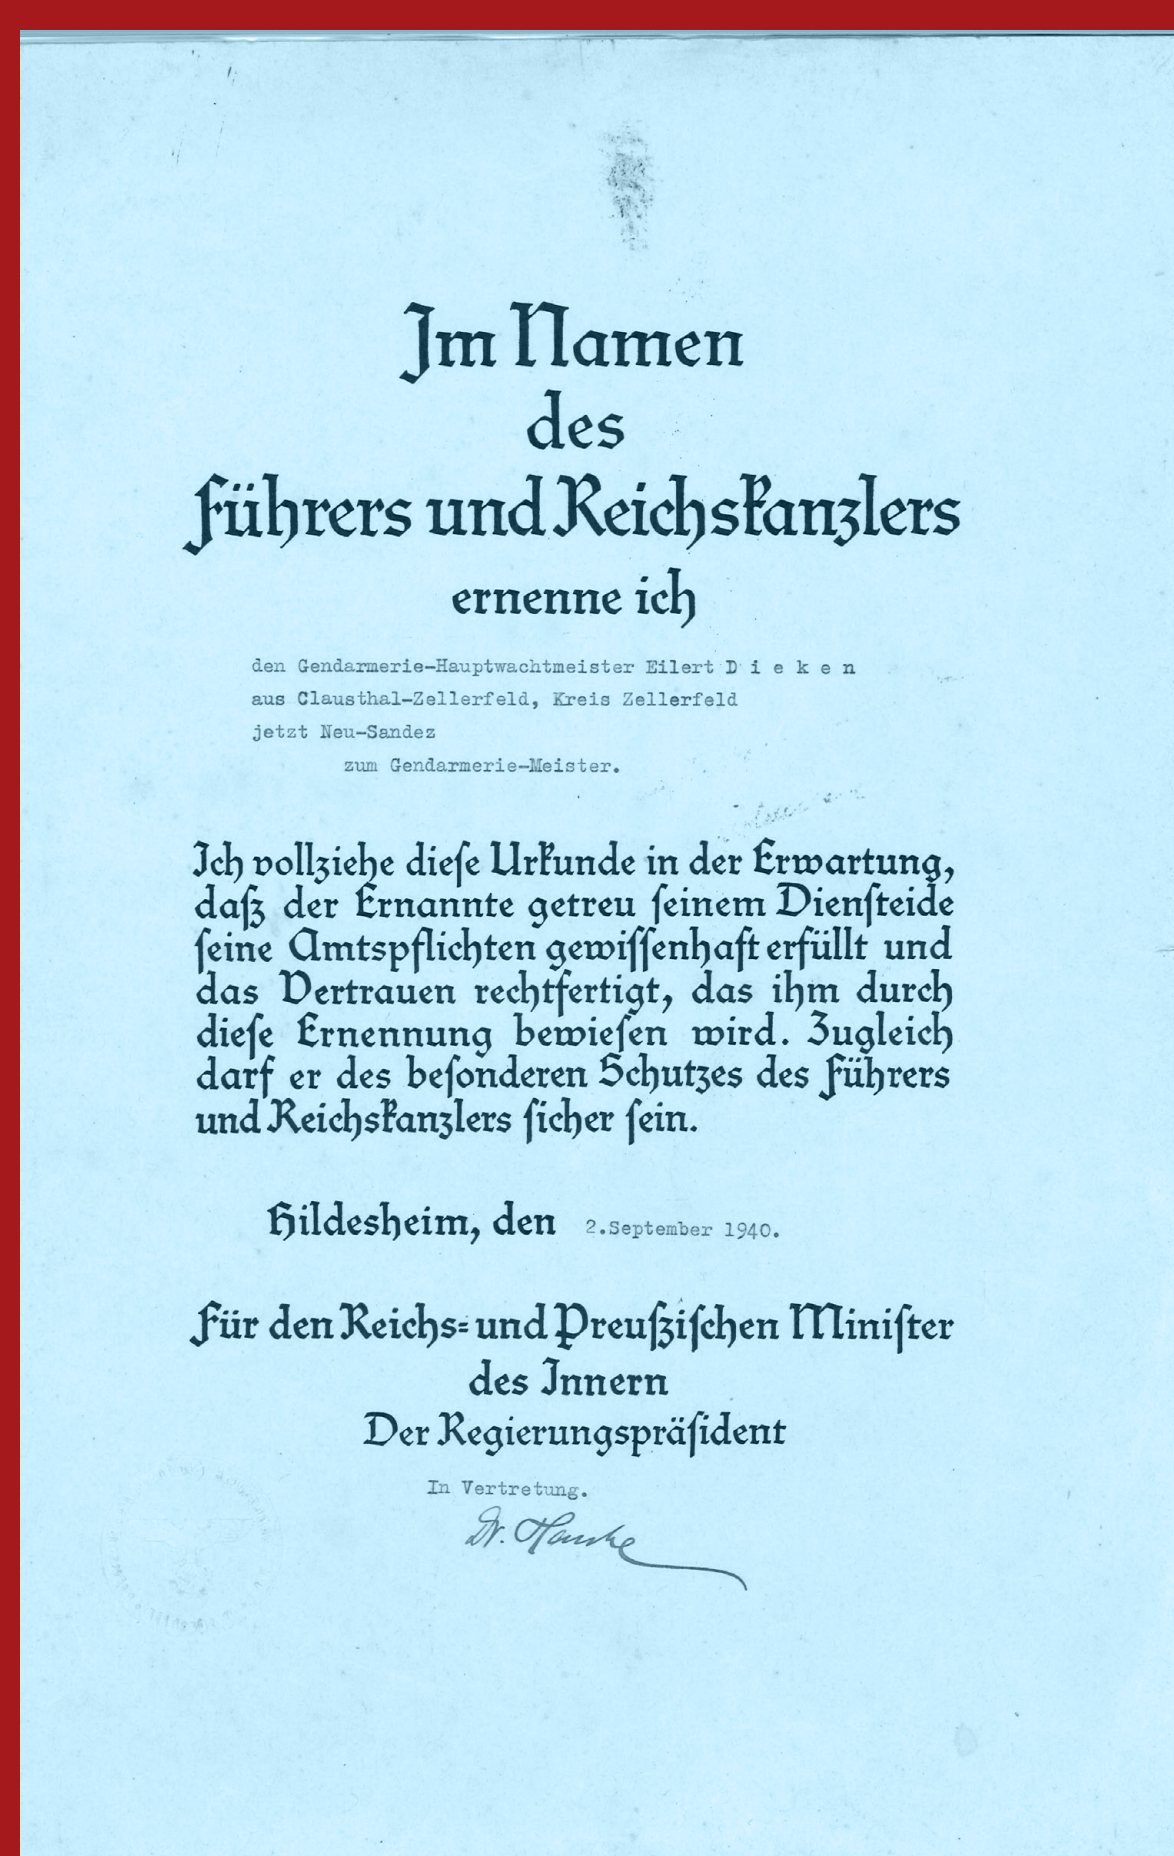 Im Namen
des
Führers und Reichskanzlers
ernenne ich
den Gendarmerie-Hauptwachtmeister Eilert D i e k e n
aus Clausthal-Zellerfeld, Kreis Zellerfeld
jetzt Neu-Sandez
zum Gendarmerie-Meister.
Ich vollziehe dieſe Urkunde in der Erwartung,
daß der Ernannte getreu ſeinem Dienſteide
ſeine Amtspflichten gewiſſenhaft erfüllt und
das Vertrauen rechtfertigt, das ihm durch
dieſe Ernennung bewieſen wird. Zugleich
darf er des beſonderen Schutzes des Führers
und Reichskanzlers ſicher ſein.
Hildesheim, den 2.September 1940.
Für den Reichs- und Preußiſchen Miniſter
des Innern
Der Regierungspräſident
In Vertretung.
Dr.